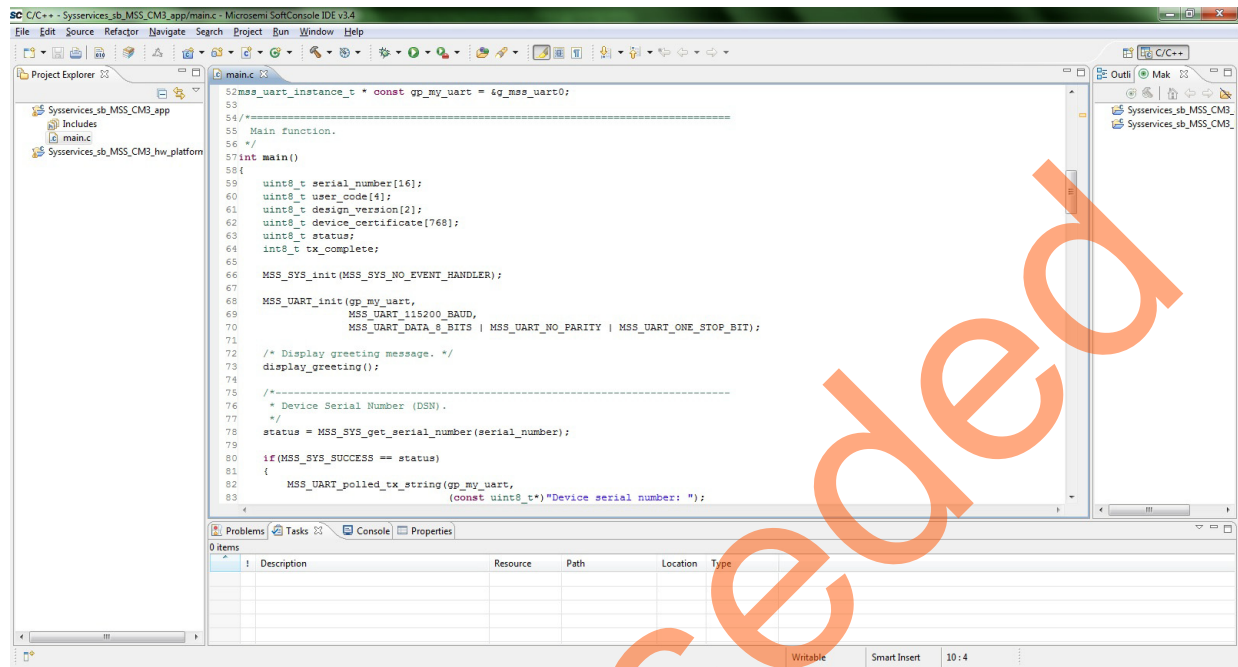 SC C/C++ - Sysservices_sb_MSS_CM3_app/main.c - Microsemi SoftConsole IDE v3.4
File Edit Source Refactor Navigate Search Project Run Window Help
C/C++
Project Explorer
Sysservices_sb_MSS_CM3_app
Includes
main.c
Sysservices_sb_MSS_CM3_hw_platform
main.c
52 mss_uart_instance_t * const gp_my_uart = &g_mss_uart0;
53
54 /*==============================================================================
55   Main function.
56  */
57 int main()
58 {
59     uint8_t serial_number[16];
60     uint8_t user_code[4];
61     uint8_t design_version[2];
62     uint8_t device_certificate[768];
63     uint8_t status;
64     int8_t tx_complete;
65
66     MSS_SYS_init(MSS_SYS_NO_EVENT_HANDLER);
67
68     MSS_UART_init(gp_my_uart,
69                   MSS_UART_115200_BAUD,
70                   MSS_UART_DATA_8_BITS | MSS_UART_NO_PARITY | MSS_UART_ONE_STOP_BIT);
71
72     /* Display greeting message. */
73     display_greeting();
74
75     /*--------------------------------------------------------------------------
76      * Device Serial Number (DSN).
77      */
78     status = MSS_SYS_get_serial_number(serial_number);
79
80     if(MSS_SYS_SUCCESS == status)
81     {
82         MSS_UART_polled_tx_string(gp_my_uart,
83                                   (const uint8_t*)"Device serial number: ");
Outli Mak
Sysservices_sb_MSS_CM3_
Sysservices_sb_MSS_CM3_
Problems Tasks Console Properties
0 items
! Description Resource Path Location Type
Writable Smart Insert 10 : 4
ceded